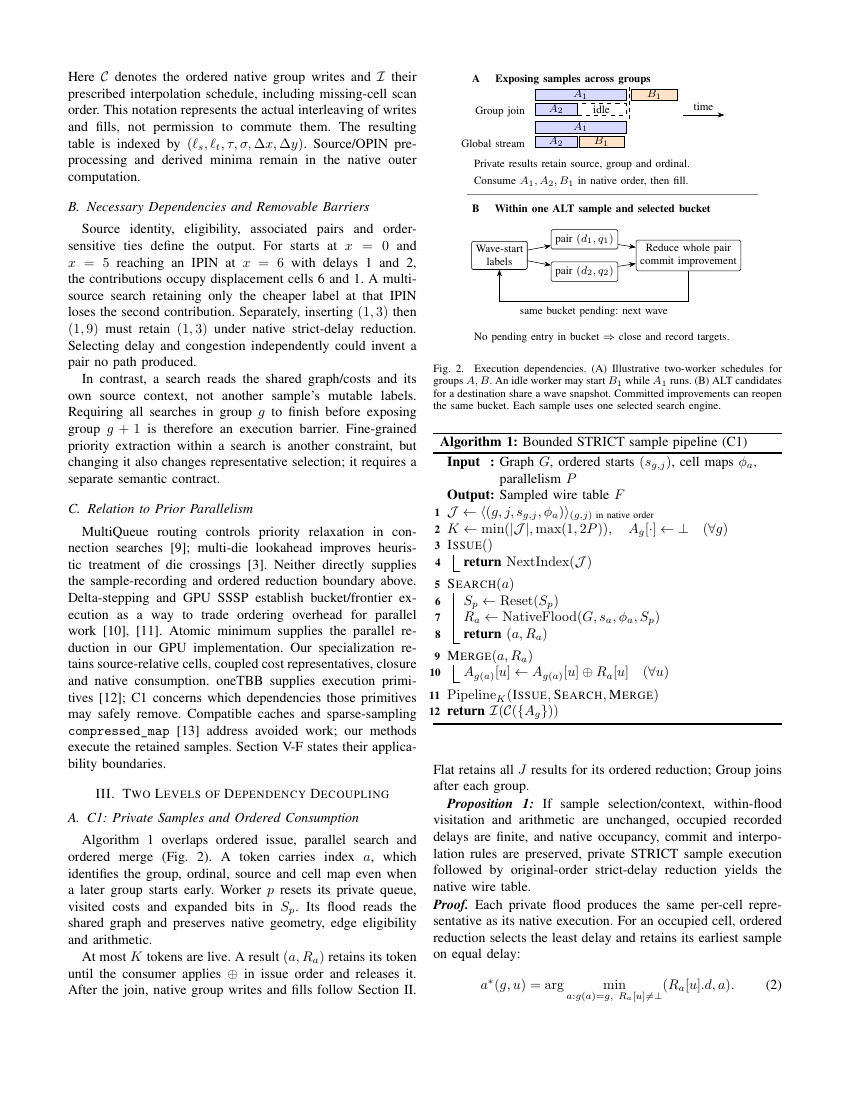 Here 𝒞 denotes the ordered native group writes and ℐ their
prescribed interpolation schedule, including missing-cell scan
order. This notation represents the actual interleaving of writes
and fills, not permission to commute them. The resulting
table is indexed by (ℓs, ℓt, τ, σ, Δx, Δy). Source/OPIN pre-
processing and derived minima remain in the native outer
computation.
B. Necessary Dependencies and Removable Barriers
Source identity, eligibility, associated pairs and order-
sensitive ties define the output. For starts at x = 0 and
x = 5 reaching an IPIN at x = 6 with delays 1 and 2,
the contributions occupy displacement cells 6 and 1. A multi-
source search retaining only the cheaper label at that IPIN
loses the second contribution. Separately, inserting (1, 3) then
(1, 9) must retain (1, 3) under native strict-delay reduction.
Selecting delay and congestion independently could invent a
pair no path produced.
In contrast, a search reads the shared graph/costs and its
own source context, not another sample's mutable labels.
Requiring all searches in group g to finish before exposing
group g + 1 is therefore an execution barrier. Fine-grained
priority extraction within a search is another constraint, but
changing it also changes representative selection; it requires a
separate semantic contract.
C. Relation to Prior Parallelism
MultiQueue routing controls priority relaxation in con-
nection searches [9]; multi-die lookahead improves heuris-
tic treatment of die crossings [3]. Neither directly supplies
the sample-recording and ordered reduction boundary above.
Delta-stepping and GPU SSSP establish bucket/frontier ex-
ecution as a way to trade ordering overhead for parallel
work [10], [11]. Atomic minimum supplies the parallel re-
duction in our GPU implementation. Our specialization re-
tains source-relative cells, coupled cost representatives, closure
and native consumption. oneTBB supplies execution primi-
tives [12]; C1 concerns which dependencies those primitives
may safely remove. Compatible caches and sparse-sampling
compressed_map [13] address avoided work; our methods
execute the retained samples. Section V-F states their applica-
bility boundaries.
III. TWO LEVELS OF DEPENDENCY DECOUPLING
A. C1: Private Samples and Ordered Consumption
Algorithm 1 overlaps ordered issue, parallel search and
ordered merge (Fig. 2). A token carries index a, which
identifies the group, ordinal, source and cell map even when
a later group starts early. Worker p resets its private queue,
visited costs and expanded bits in Sp. Its flood reads the
shared graph and preserves native geometry, edge eligibility
and arithmetic.
At most K tokens are live. A result (a, Ra) retains its token
until the consumer applies ⊕ in issue order and releases it.
After the join, native group writes and fills follow Section II.
A Exposing samples across groups
A1 B1
Group join A2 idle time
A1
Global stream A2 B1
Private results retain source, group and ordinal.
Consume A1, A2, B1 in native order, then fill.
B Within one ALT sample and selected bucket
Wave-start
labels
pair (d1, q1)
pair (d2, q2)
Reduce whole pair
commit improvement
same bucket pending: next wave
No pending entry in bucket ⇒ close and record targets.
Fig. 2. Execution dependencies. (A) Illustrative two-worker schedules for
groups A, B. An idle worker may start B1 while A1 runs. (B) ALT candidates
for a destination share a wave snapshot. Committed improvements can reopen
the same bucket. Each sample uses one selected search engine.
Algorithm 1: Bounded STRICT sample pipeline (C1)
Input : Graph G, ordered starts (sg,j), cell maps ϕa,
parallelism P
Output: Sampled wire table F
1 𝒥 ← ⟨(g, j, sg,j, ϕa)⟩(g,j) in native order
2 K ← min(|𝒥|, max(1, 2P)), Ag[·] ← ⊥ (∀g)
3 ISSUE()
4 return NextIndex(𝒥)
5 SEARCH(a)
6 Sp ← Reset(Sp)
7 Ra ← NativeFlood(G, sa, ϕa, Sp)
8 return (a, Ra)
9 MERGE(a, Ra)
10 Ag(a)[u] ← Ag(a)[u] ⊕ Ra[u] (∀u)
11 PipelineK(ISSUE, SEARCH, MERGE)
12 return ℐ(𝒞({Ag}))
Flat retains all J results for its ordered reduction; Group joins
after each group.
Proposition 1: If sample selection/context, within-flood
visitation and arithmetic are unchanged, occupied recorded
delays are finite, and native occupancy, commit and interpo-
lation rules are preserved, private STRICT sample execution
followed by original-order strict-delay reduction yields the
native wire table.
Proof. Each private flood produces the same per-cell repre-
sentative as its native execution. For an occupied cell, ordered
reduction selects the least delay and retains its earliest sample
on equal delay:
a*(g, u) = arg min a:g(a)=g, Ra[u]≠⊥ (Ra[u].d, a). (2)